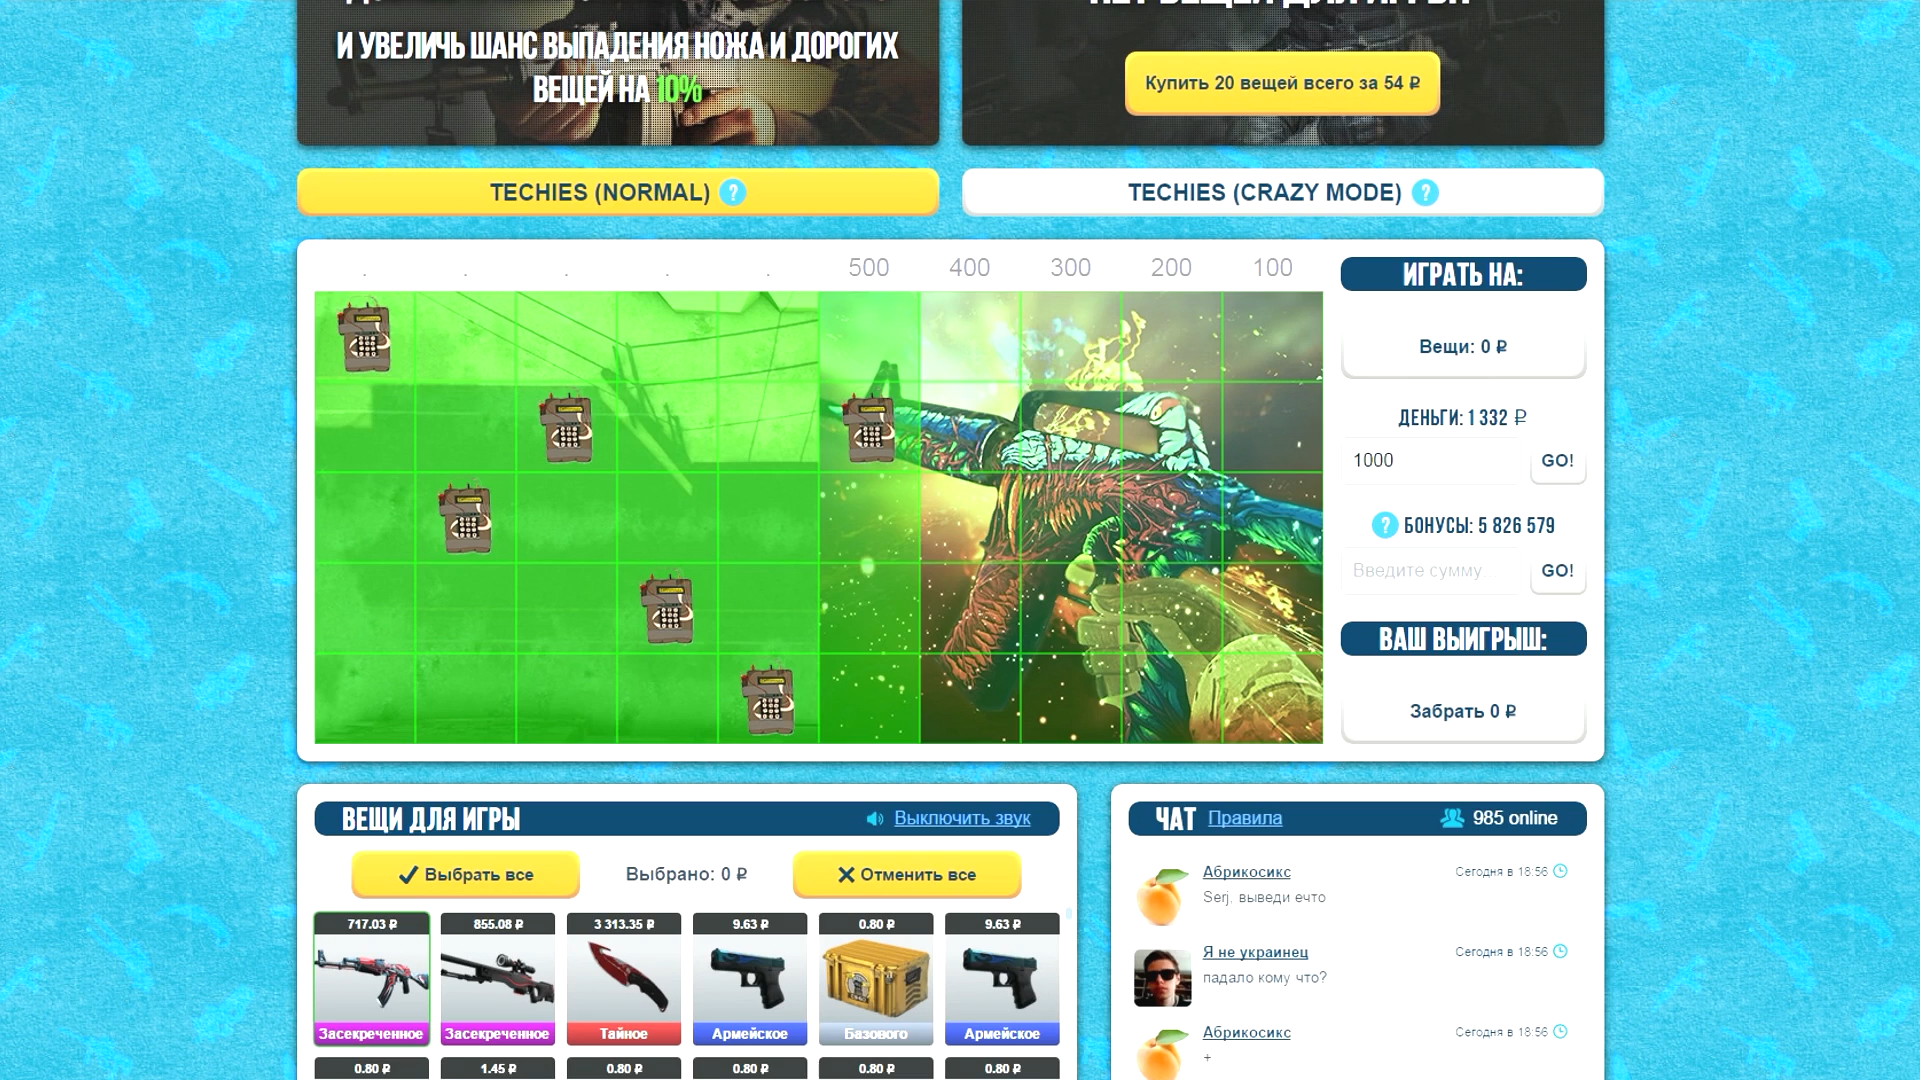 И УВЕЛИЧЬ ШАНС ВЫПАДЕНИЯ НОЖА И ДОРОГИХ
ВЕЩЕЙ НА 10%
НЕТ ВЕЩЕЙ ДЛЯ ИГРЫ?
Купить 20 вещей всего за 54 ₽
TECHIES (NORMAL) ?
TECHIES (CRAZY MODE) ?
. . . . . 500 400 300 200 100
ИГРАТЬ НА:
Вещи: 0 ₽
ДЕНЬГИ: 1 332 ₽
1000 GO!
? БОНУСЫ: 5 826 579
Введите сумму... GO!
ВАШ ВЫИГРЫШ:
Забрать 0 ₽
ВЕЩИ ДЛЯ ИГРЫ Выключить звук
Выбрать все Выбрано: 0 ₽ Отменить все
717.03 ₽ 855.08 ₽ 3 313.35 ₽ 9.63 ₽ 0.80 ₽ 9.63 ₽
Засекреченное Засекреченное Тайное Армейское Базового Армейское
0.80 ₽ 1.45 ₽ 0.80 ₽ 0.80 ₽ 0.80 ₽ 0.80 ₽
ЧАТ Правила 985 online
Абрикосикс Сегодня в 18:56
Serj, выведи ечто
Я не украинец Сегодня в 18:56
падало кому что?
Абрикосикс Сегодня в 18:56
+